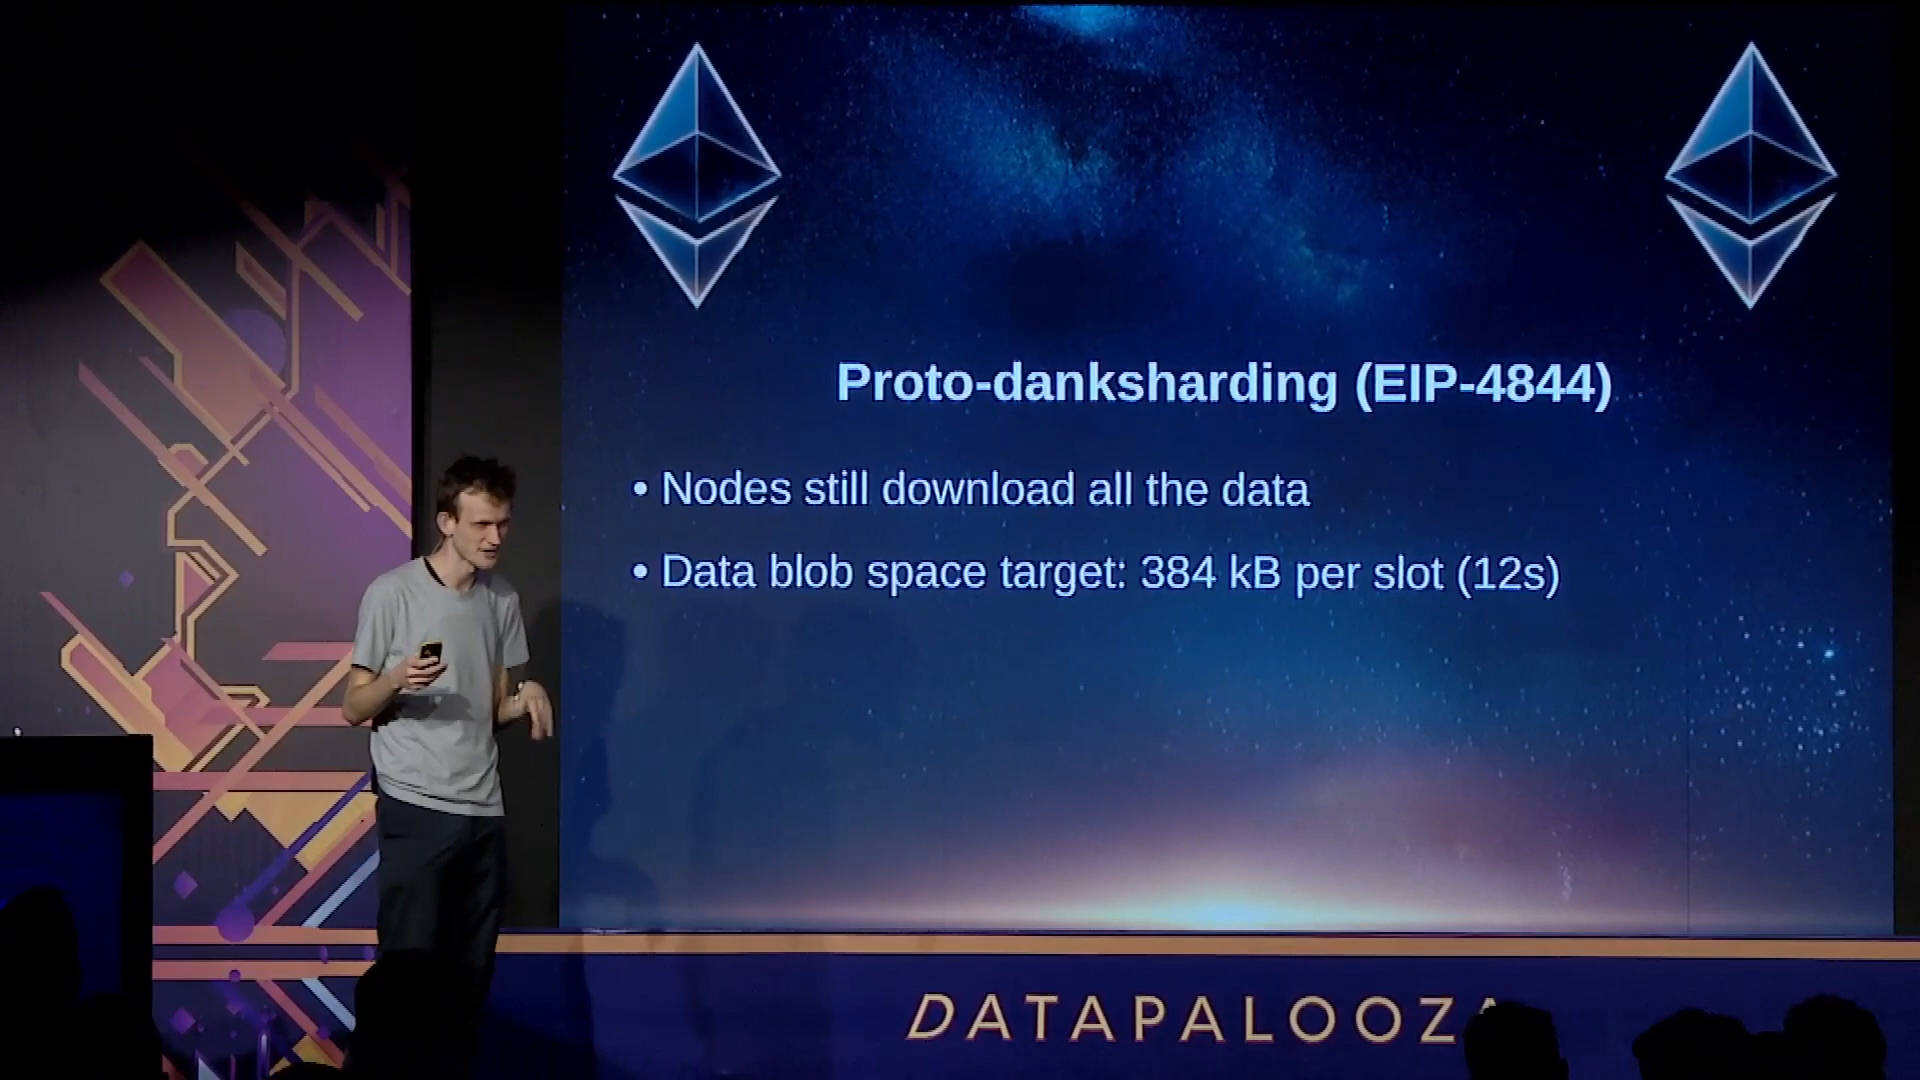 Proto-danksharding (EIP-4844)
• Nodes still download all the data
• Data blob space target: 384 kB per slot (12s)
DATAPALOOZA